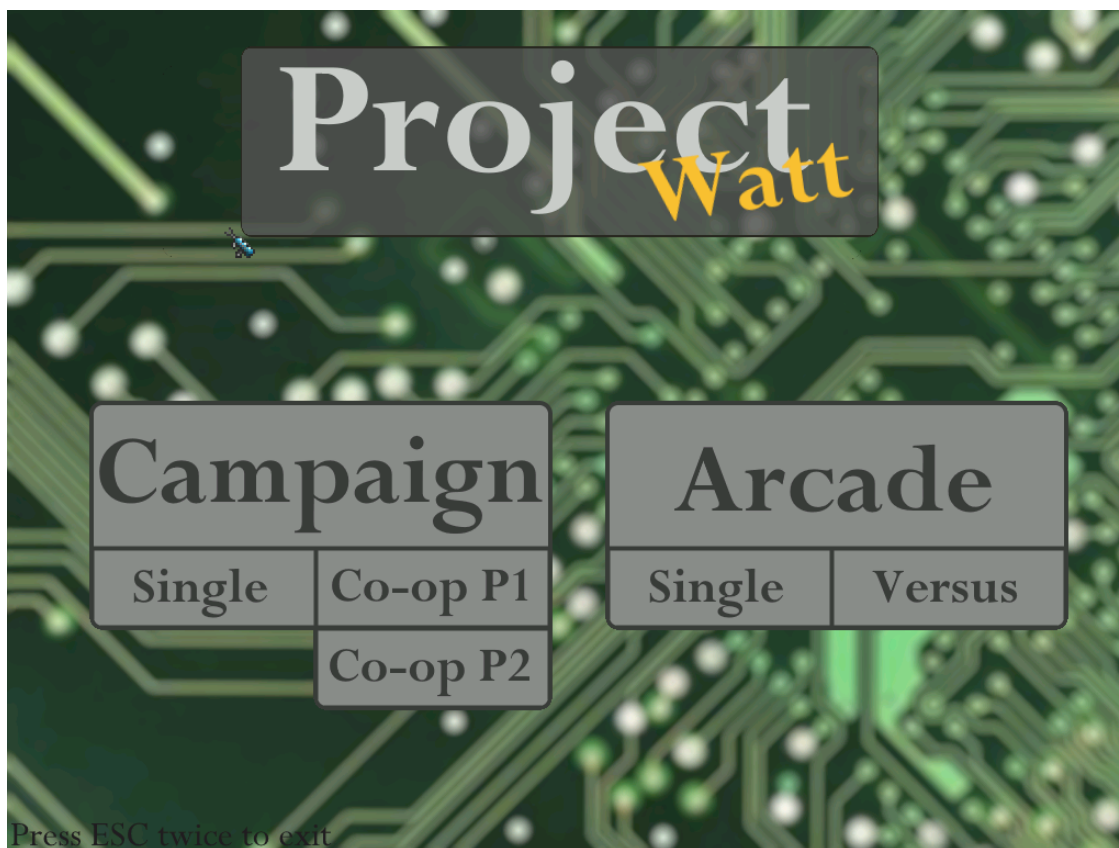 Project
Watt
Campaign
Single
Co-op P1
Co-op P2
Arcade
Single
Versus
Press ESC twice to exit